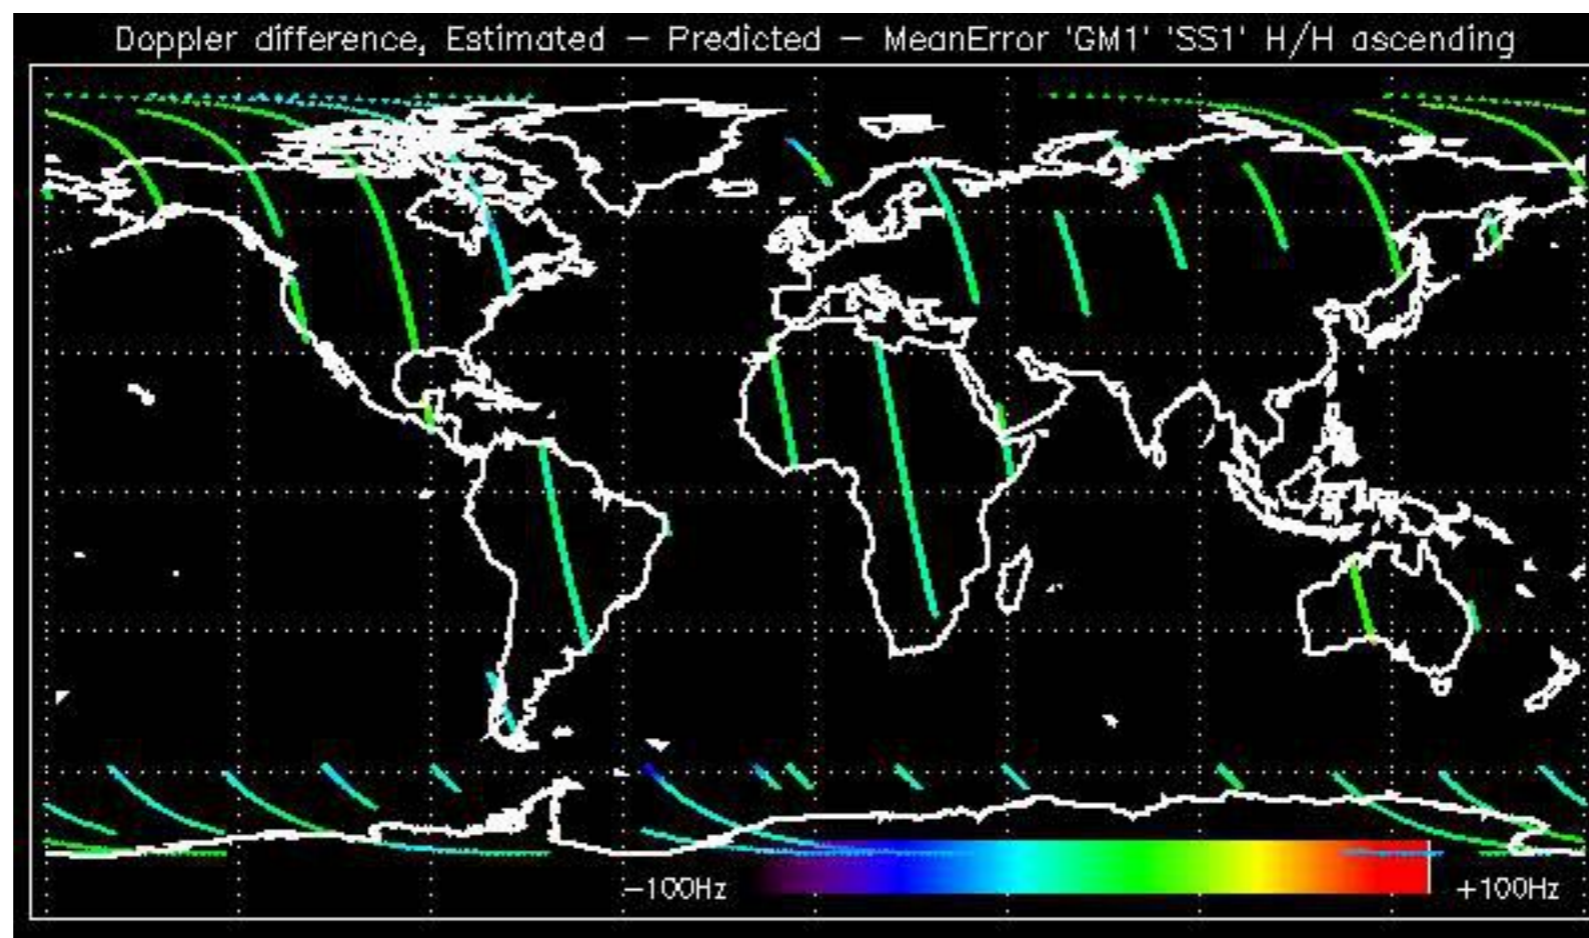 Doppler difference, Estimated − Predicted − MeanError 'GM1' 'SS1' H/H ascending
−100Hz +100Hz